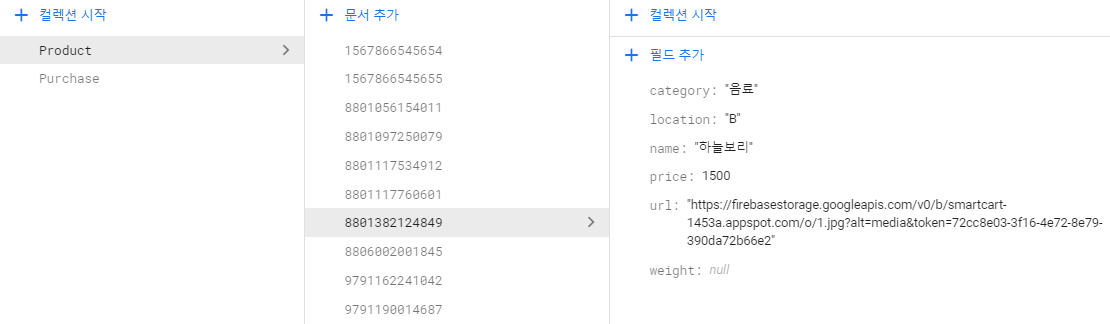 + 컬렉션 시작
Product
Purchase
+ 문서 추가
1567866545654
1567866545655
8801056154011
8801097250079
8801117534912
8801117760601
8801382124849
8806002001845
9791162241042
9791190014687
+ 컬렉션 시작
+ 필드 추가
category: "음료"
location: "B"
name: "하늘보리"
price: 1500
url: "https://firebasestorage.googleapis.com/v0/b/smartcart-
1453a.appspot.com/o/1.jpg?alt=media&token=72cc8e03-3f16-4e72-8e79-
390da72b66e2"
weight: null